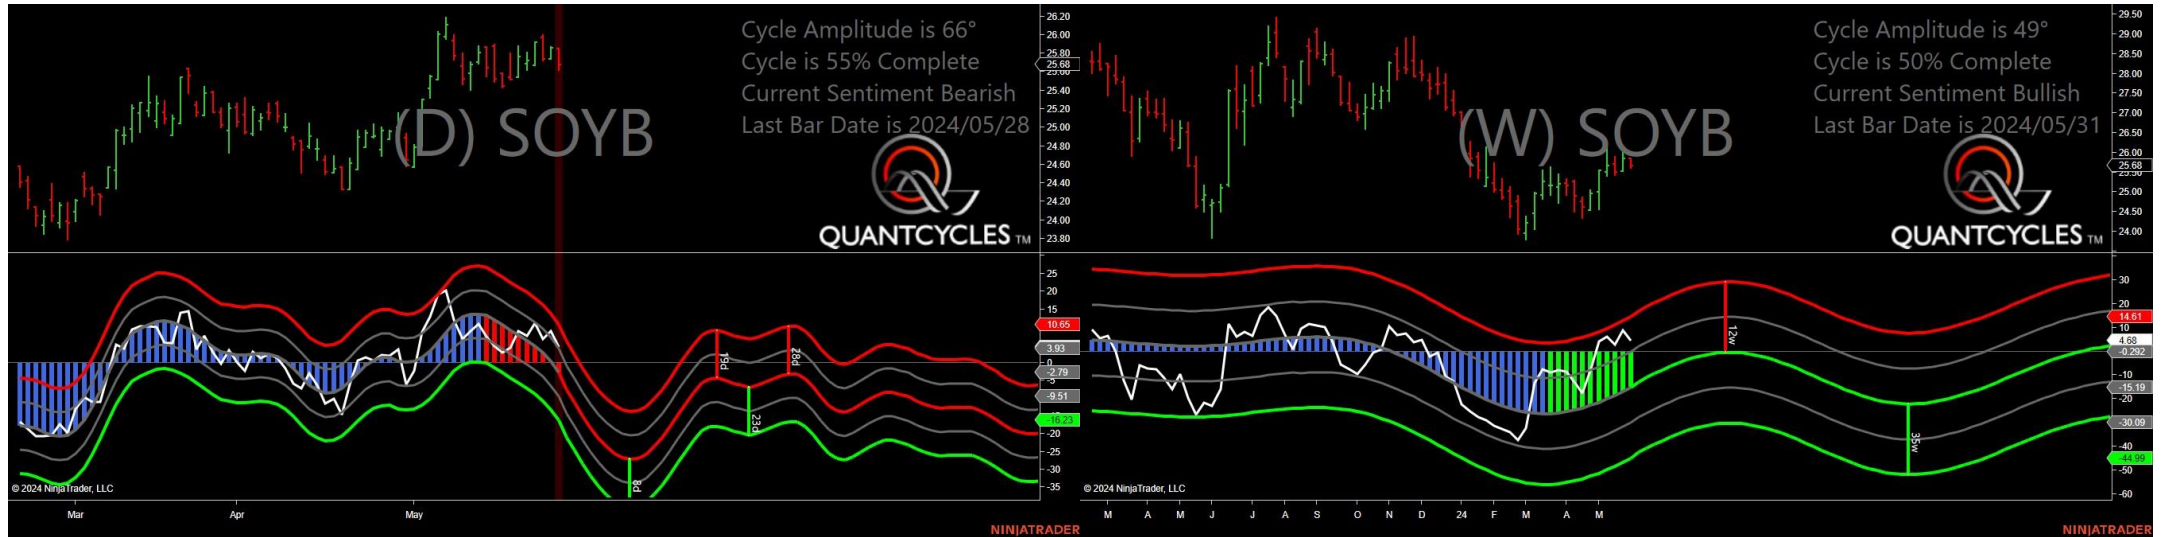 Cycle Amplitude is 66°
Cycle is 55% Complete
Current Sentiment Bearish
Last Bar Date is 2024/05/28
(D) SOYB
QUANTCYCLES TM
26.20
26.00
25.80
25.68
25.60
25.40
25.20
25.00
24.80
24.60
24.40
24.20
24.00
23.80
25
20
15
10.65
3.93
0
-2.79
-5
-9.51
-16.23
-20
-25
-30
-35
19d
28d
23d
8d
© 2024 NinjaTrader, LLC
Mar
Apr
May
NINJATRADER
Cycle Amplitude is 49°
Cycle is 50% Complete
Current Sentiment Bullish
Last Bar Date is 2024/05/31
(W) SOYB
QUANTCYCLES TM
29.50
29.00
28.50
28.00
27.50
27.00
26.50
26.00
25.68
25.50
25.00
24.50
24.00
30
20
14.61
10
4.68
-0.292
-10
-15.19
-20
-30.09
-40
-44.99
-50
-60
12w
35w
© 2024 NinjaTrader, LLC
M A M J J A S O N D 24 F M A M
NINJATRADER